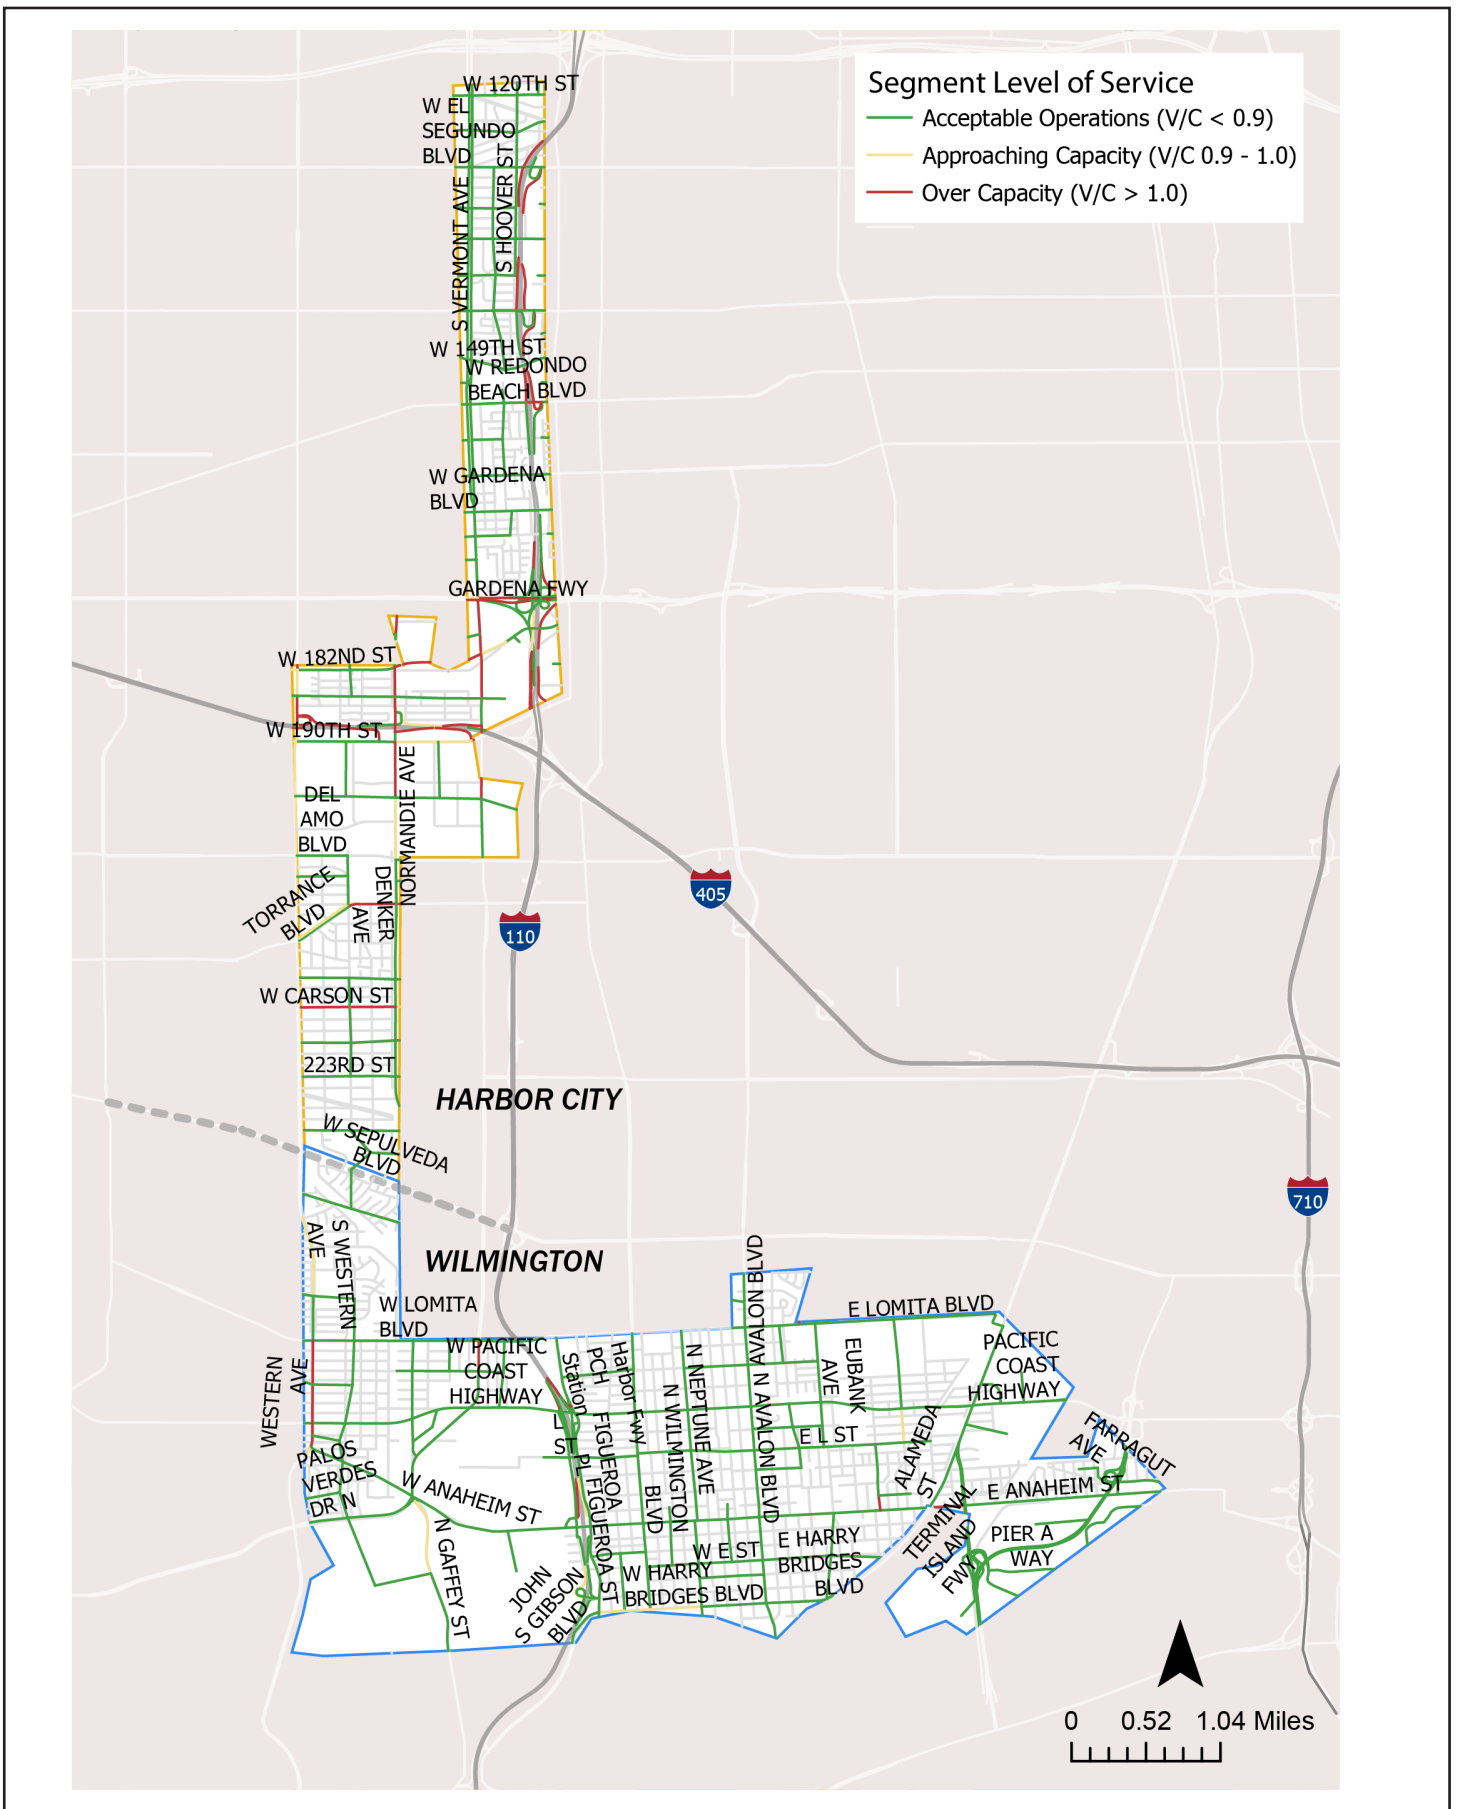 Segment Level of Service
Acceptable Operations (V/C < 0.9)
Approaching Capacity (V/C 0.9 - 1.0)
Over Capacity (V/C > 1.0)
W 120TH ST
W EL
SEGUNDO
BLVD
S VERMONT AVE
S HOOVER ST
W 149TH ST
W REDONDO
BEACH BLVD
W GARDENA
BLVD
GARDENA FWY
W 182ND ST
W 190TH ST
NORMANDIE AVE
DEL
AMO
BLVD
TORRANCE
BLVD
DENKER
AVE
405
110
W CARSON ST
223RD ST
HARBOR CITY
W SEPULVEDA
BLVD
710
S WESTERN
AVE
WILMINGTON
W LOMITA
BLVD
AVALON BLVD
E LOMITA BLVD
WESTERN
AVE
W PACIFIC
COAST
HIGHWAY
PCH
Station
Harbor Fwy
N NEPTUNE AVE
N WILMINGTON
BLVD
N AVALON BLVD
EUBANK
AVE
PACIFIC
COAST
HIGHWAY
L
ST
PL
FIGUEROA
FIGUEROA ST
E L ST
ALAMEDA
ST
FARRAGUT
AVE
PALOS
VERDES
DR N
W ANAHEIM ST
E ANAHEIM ST
N GAFFEY ST
JOHN
S GIBSON
BLVD
W E ST
W HARRY
BRIDGES BLVD
E HARRY
BRIDGES
BLVD
TERMINAL
ISLAND
FWY
PIER A
WAY
0 0.52 1.04 Miles